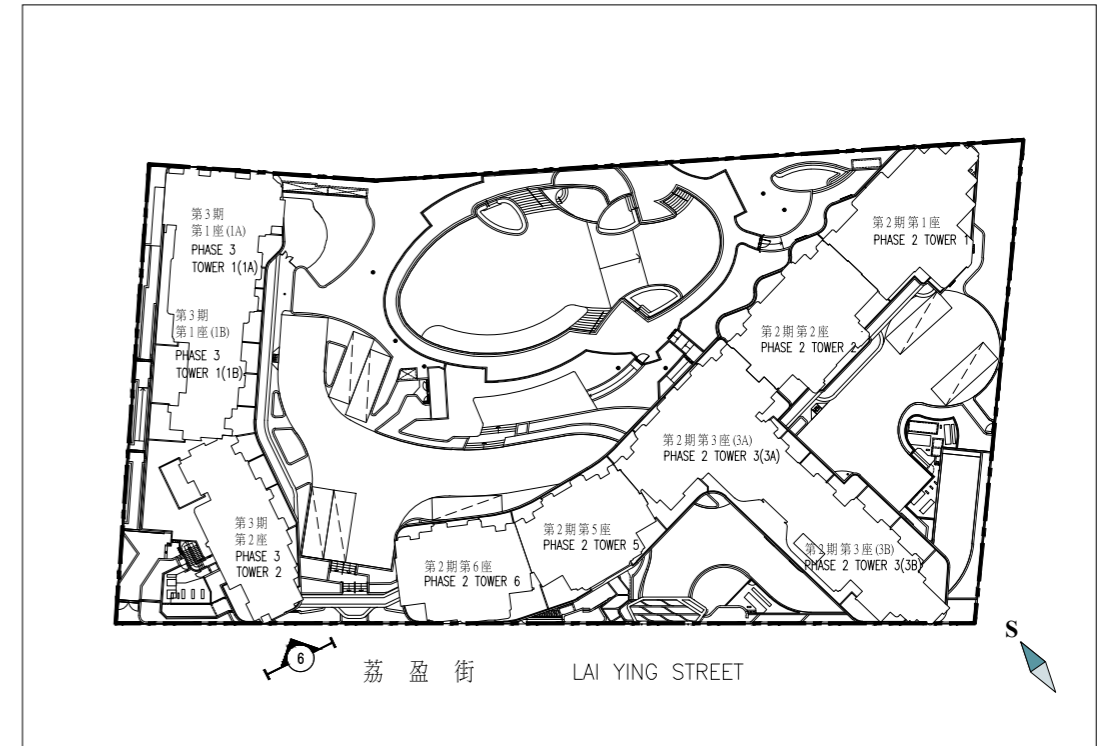 第3期
第1座(1A)
PHASE 3
TOWER 1(1A)
第3期
第1座(1B)
PHASE 3
TOWER 1(1B)
第3期
第2座
PHASE 3
TOWER 2
第2期第1座
PHASE 2 TOWER 1
第2期第2座
PHASE 2 TOWER 2
第2期第3座(3A)
PHASE 2 TOWER 3(3A)
第2期第5座
PHASE 2 TOWER 5
第2期第3座(3B)
PHASE 2 TOWER 3(3B)
第2期第6座
PHASE 2 TOWER 6
S
6
荔盈街 LAI YING STREET